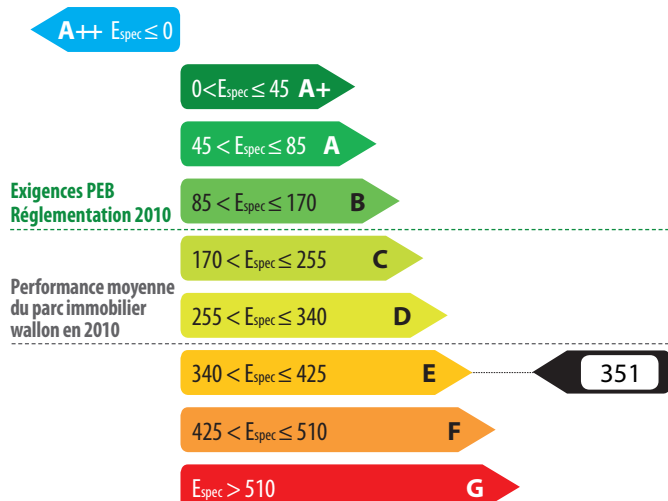 A++ Espec ≤ 0
0<Espec ≤ 45 A+
45 < Espec ≤ 85 A
Exigences PEB
Réglementation 2010
85 < Espec ≤ 170 B
170 < Espec ≤ 255 C
Performance moyenne
du parc immobilier
wallon en 2010
255 < Espec ≤ 340 D
340 < Espec ≤ 425 E
351
425 < Espec ≤ 510 F
Espec > 510 G